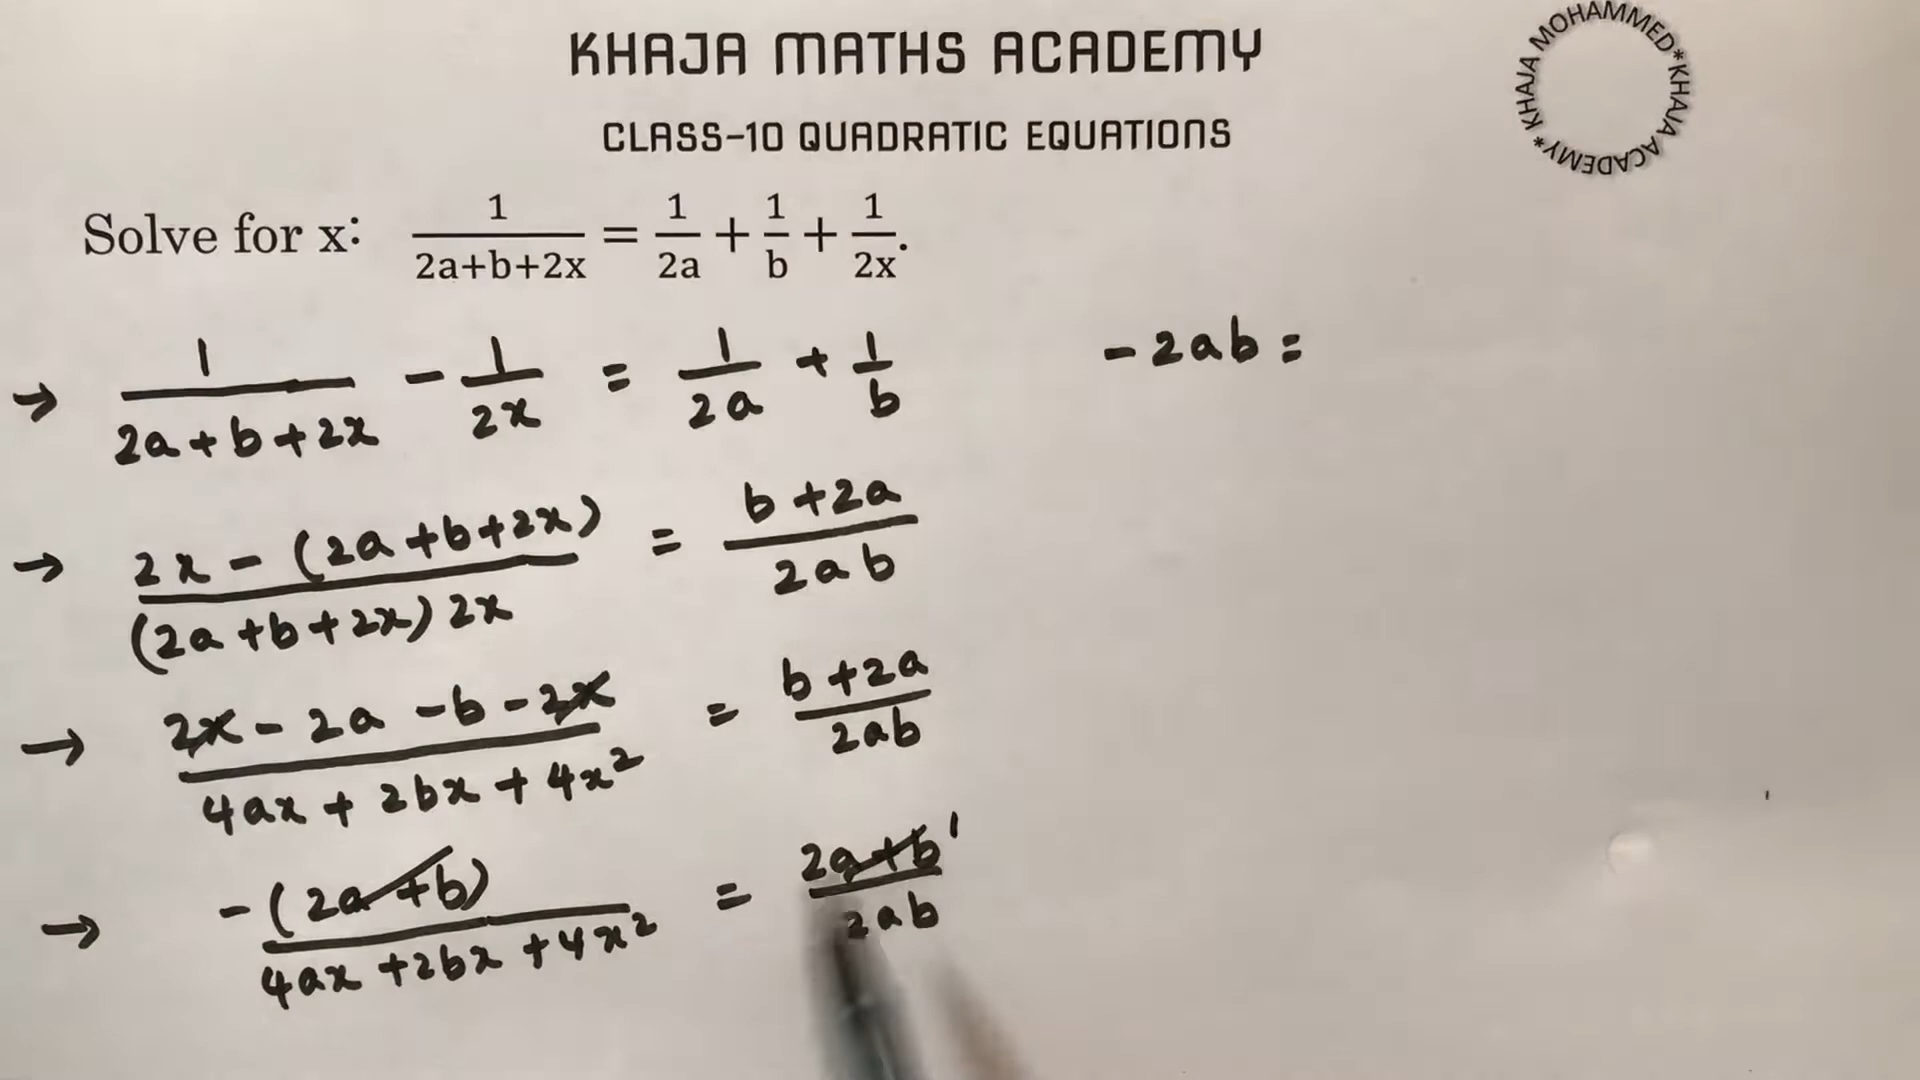 KHAJA MATHS ACADEMY
CLASS-10 QUADRATIC EQUATIONS
KHAJA MOHAMMED*KHAJA ACADEMY*
Solve for x: 1/(2a+b+2x) = 1/2a + 1/b + 1/2x.
→ 1/(2a+b+2x) - 1/2x = 1/2a + 1/b
→ (2x - (2a+b+2x))/((2a+b+2x)2x) = (b+2a)/2ab
→ (2x - 2a - b - 2x)/(4ax + 2bx + 4x²) = (b+2a)/2ab
→ -(2a+b)/(4ax + 2bx + 4x²) = (2a+b)/2ab 1
-2ab =